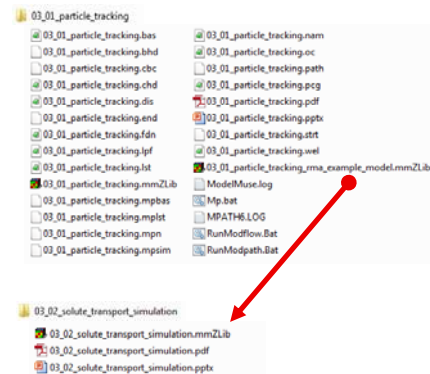 03_01_particle_tracking
03_01_particle_tracking.bas
03_01_particle_tracking.bhd
03_01_particle_tracking.cbc
03_01_particle_tracking.chd
03_01_particle_tracking.dis
03_01_particle_tracking.end
03_01_particle_tracking.fdn
03_01_particle_tracking.lpf
03_01_particle_tracking.lst
03_01_particle_tracking.mmZLib
03_01_particle_tracking.mpbas
03_01_particle_tracking.mplst
03_01_particle_tracking.mpn
03_01_particle_tracking.mpsim
03_01_particle_tracking.nam
03_01_particle_tracking.oc
03_01_particle_tracking.path
03_01_particle_tracking.pcg
03_01_particle_tracking.pdf
03_01_particle_tracking.pptx
03_01_particle_tracking.strt
03_01_particle_tracking.wel
03_01_particle_tracking_rma_example_model.mmZLib
ModelMuse.log
Mp.bat
MPATH6.LOG
RunModflow.Bat
RunModpath.Bat
03_02_solute_transport_simulation
03_02_solute_transport_simulation.mmZLib
03_02_solute_transport_simulation.pdf
03_02_solute_transport_simulation.pptx